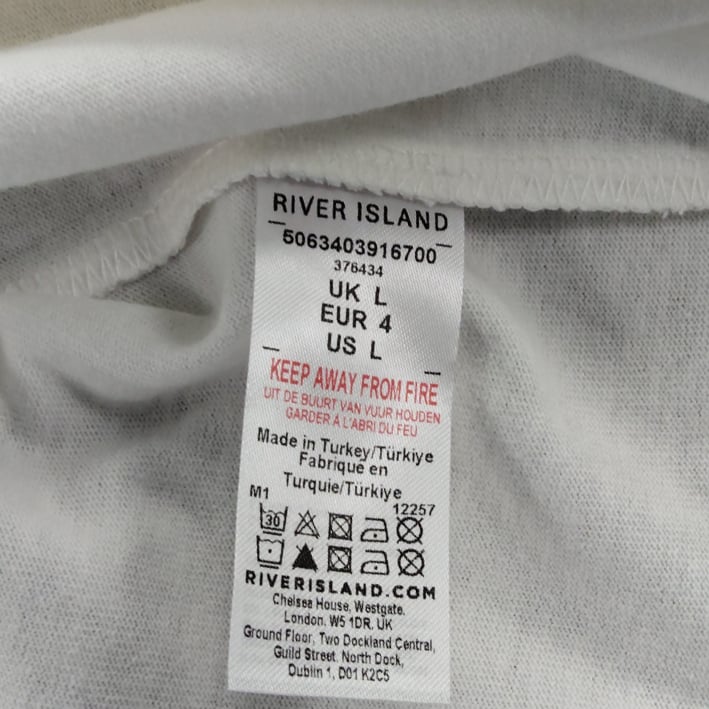 RIVER ISLAND
5063403916700
376434
UK L
EUR 4
US L
KEEP AWAY FROM FIRE
UIT DE BUURT VAN VUUR HOUDEN
GARDER À L'ABRI DU FEU
Made in Turkey/Türkiye
Fabriqué en
Turquie/Türkiye
M1 12257
30
RIVERISLAND.COM
Chelsea House, Westgate,
London, W5 1DR, UK
Ground Floor, Two Dockland Central,
Guild Street, North Dock,
Dublin 1, D01 K2C5